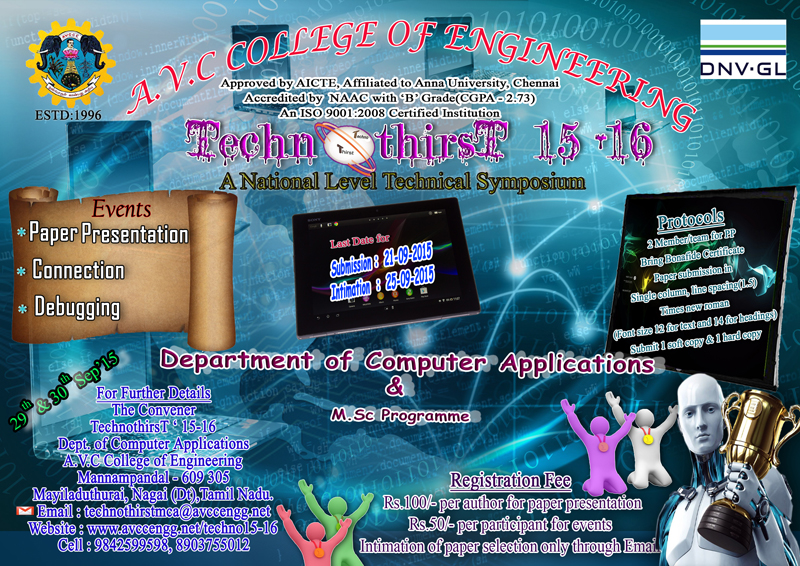 A.V.C COLLEGE OF ENGINEERING
AVCCE
ESTD:1996
DNV·GL
Approved by AICTE, Affiliated to Anna University, Chennai
Accredited by NAAC with ‘B’ Grade(CGPA - 2.73)
An ISO 9001:2008 Certified Institution
TechnothirsT 15 -16
Techno
Thirst
A National Level Technical Symposium
Events
* Paper Presentation
* Connection
* Debugging
SONY
Last Date for
Submission : 21-09-2015
Intimation : 25-09-2015
Protocols
2 Member/team for PP
Bring Bonafide Certificate
Paper submission in
Single column, line spacing(1.5)
Times new roman
(Font size 12 for text and 14 for headings)
Submit 1 soft copy & 1 hard copy
Department of Computer Applications
&
M.Sc Programme
29th & 30th Sep'15
For Further Details
The Convener
TechnothirsT ‘ 15-16
Dept. of Computer Applications
A.V.C College of Engineering
Mannampandal - 609 305
Mayiladuthurai, Nagai (Dt),Tamil Nadu.
Email : technothirstmca@avccengg.net
Website : www.avccengg.net/techno15-16
Cell : 9842599598, 8903755012
Registration Fee
Rs.100/- per author for paper presentation
Rs.50/- per participant for events
Intimation of paper selection only through Email.